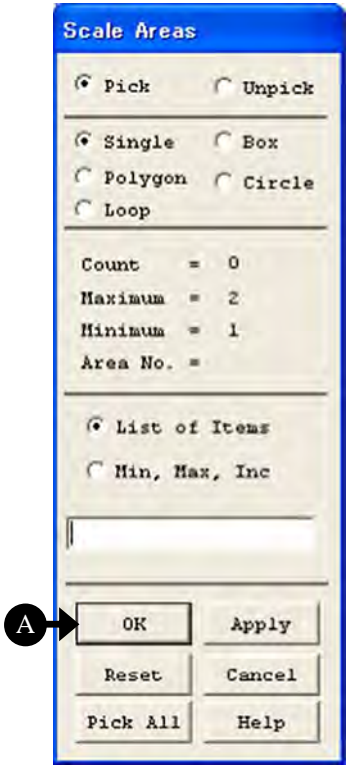 Scale Areas
Pick Unpick
Single Box
Polygon Circle
Loop
Count = 0
Maximum = 2
Minimum = 1
Area No. =
List of Items
Min, Max, Inc
A OK Apply
Reset Cancel
Pick All Help